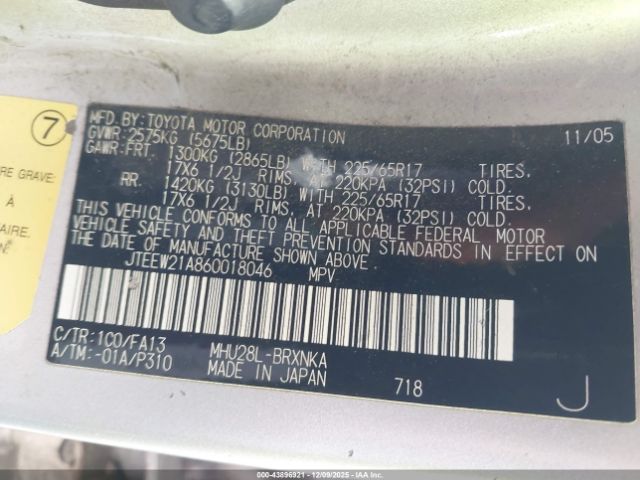 7
IRE GRAVE.
À
AIRE.
MFD.BY:TOYOTA MOTOR CORPORATION 11/05
GVWR:2575KG (5675LB)
GAWR:FRT. 1300KG (2865LB) WITH 225/65R17 TIRES.
17X6 1/2J RIMS, AT 220KPA (32PSI) COLD.
RR. 1420KG (3130LB) WITH 225/65R17 TIRES.
17X6 1/2J RIMS, AT 220KPA (32PSI) COLD.
THIS VEHICLE CONFORMS TO ALL APPLICABLE FEDERAL MOTOR
VEHICLE SAFETY AND THEFT PREVENTION STANDARDS IN EFFECT ON
THE DATE OF MANUFACTURE SHOWN ABOVE.
JTEEW21A860018046 MPV
C/TR:1C0/FA13 MHU28L-BRXNKA
A/TM:-01A/P310 MADE IN JAPAN 718 J
© IAA 000-43896921 - 12/09/2025 - IAAI.COM